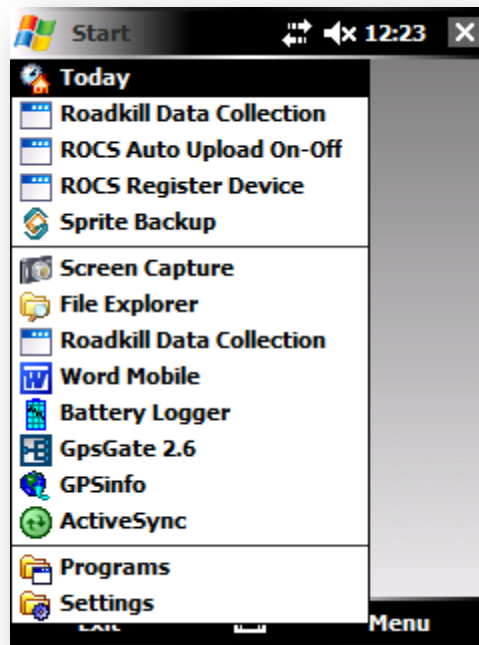 Start 12:23
Today
Roadkill Data Collection
ROCS Auto Upload On-Off
ROCS Register Device
Sprite Backup
Screen Capture
File Explorer
Roadkill Data Collection
Word Mobile
Battery Logger
GpsGate 2.6
GPSinfo
ActiveSync
Programs
Settings
Menu